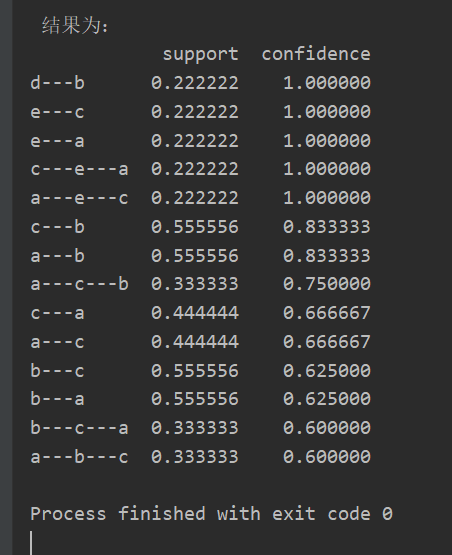 结果为：
support confidence
d---b 0.222222 1.000000
e---c 0.222222 1.000000
e---a 0.222222 1.000000
c---e---a 0.222222 1.000000
a---e---c 0.222222 1.000000
c---b 0.555556 0.833333
a---b 0.555556 0.833333
a---c---b 0.333333 0.750000
c---a 0.444444 0.666667
a---c 0.444444 0.666667
b---c 0.555556 0.625000
b---a 0.555556 0.625000
b---c---a 0.333333 0.600000
a---b---c 0.333333 0.600000
Process finished with exit code 0